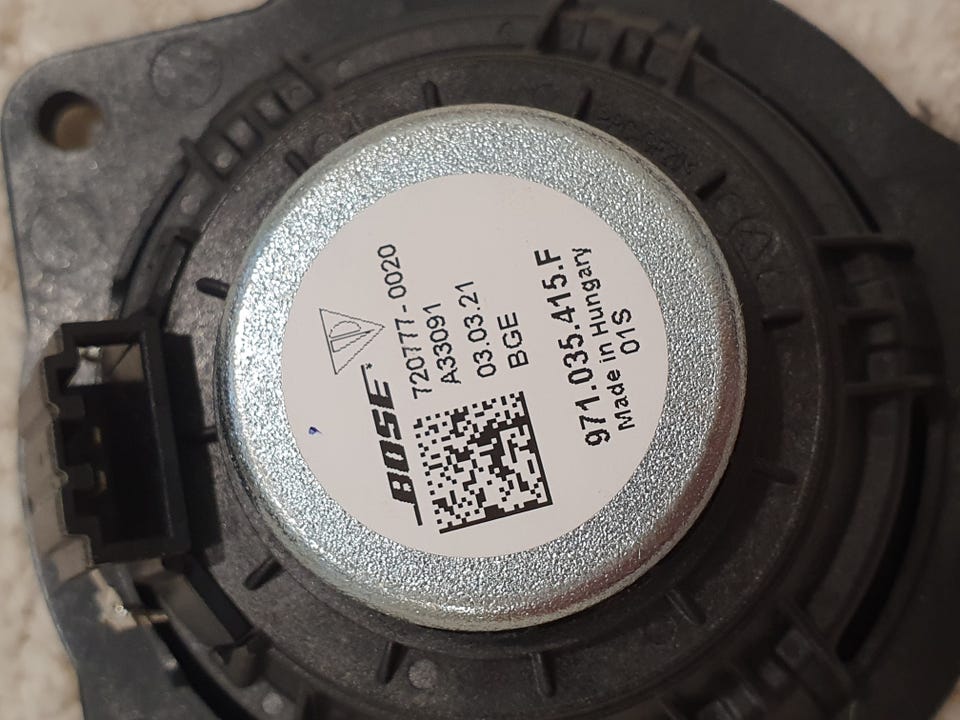 BOSE
720777-0020
A33091
03.03.21
BGE
971.035.415.F
Made in Hungary
01S